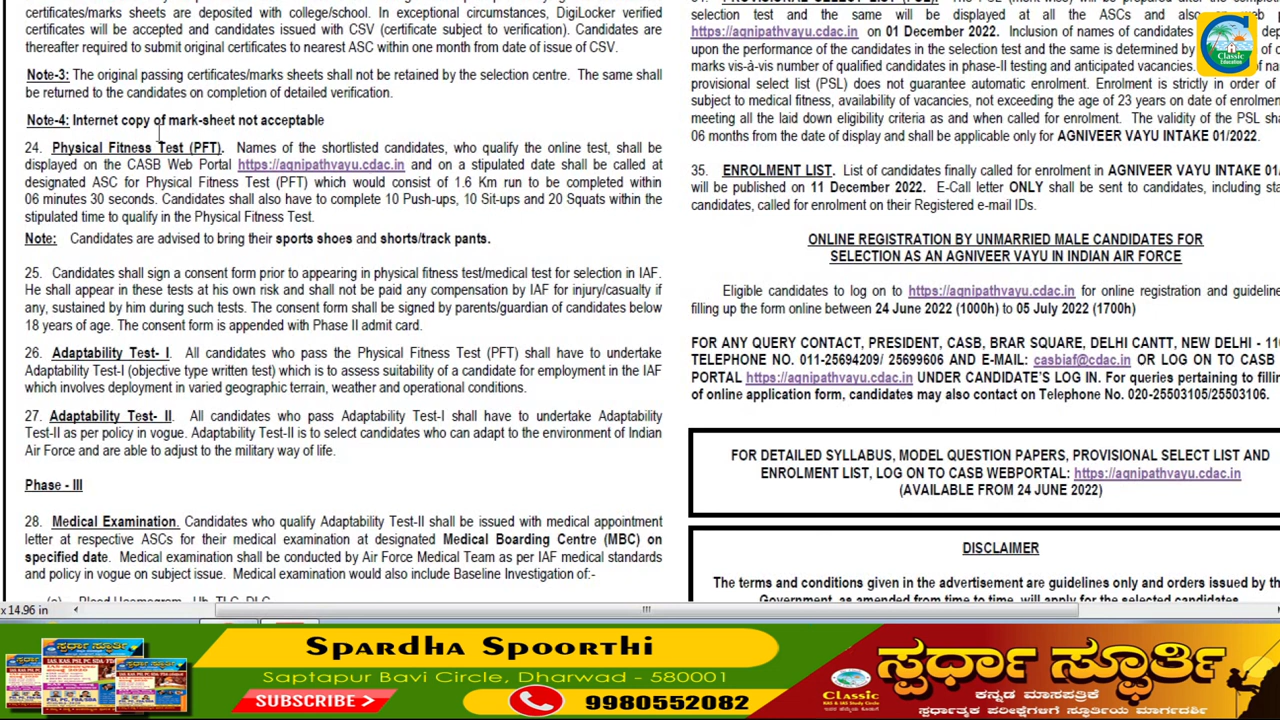 certificates/marks sheets are deposited with college/school. In exceptional circumstances, DigiLocker verified
certificates will be accepted and candidates issued with CSV (certificate subject to verification). Candidates are
thereafter required to submit original certificates to nearest ASC within one month from date of issue of CSV.
Note-3: The original passing certificates/marks sheets shall not be retained by the selection centre. The same shall
be returned to the candidates on completion of detailed verification.
Note-4: Internet copy of mark-sheet not acceptable
24. Physical Fitness Test (PFT). Names of the shortlisted candidates, who qualify the online test, shall be
displayed on the CASB Web Portal https://agnipathvayu.cdac.in and on a stipulated date shall be called at
designated ASC for Physical Fitness Test (PFT) which would consist of 1.6 Km run to be completed within
06 minutes 30 seconds. Candidates shall also have to complete 10 Push-ups, 10 Sit-ups and 20 Squats within the
stipulated time to qualify in the Physical Fitness Test.
Note: Candidates are advised to bring their sports shoes and shorts/track pants.
25. Candidates shall sign a consent form prior to appearing in physical fitness test/medical test for selection in IAF.
He shall appear in these tests at his own risk and shall not be paid any compensation by IAF for injury/casualty if
any, sustained by him during such tests. The consent form shall be signed by parents/guardian of candidates below
18 years of age. The consent form is appended with Phase II admit card.
26. Adaptability Test- I. All candidates who pass the Physical Fitness Test (PFT) shall have to undertake
Adaptability Test-I (objective type written test) which is to assess suitability of a candidate for employment in the IAF
which involves deployment in varied geographic terrain, weather and operational conditions.
27. Adaptability Test- II. All candidates who pass Adaptability Test-I shall have to undertake Adaptability
Test-II as per policy in vogue. Adaptability Test-II is to select candidates who can adapt to the environment of Indian
Air Force and are able to adjust to the military way of life.
Phase - III
28. Medical Examination. Candidates who qualify Adaptability Test-II shall be issued with medical appointment
letter at respective ASCs for their medical examination at designated Medical Boarding Centre (MBC) on
specified date. Medical examination shall be conducted by Air Force Medical Team as per IAF medical standards
and policy in vogue on subject issue. Medical examination would also include Baseline Investigation of:-
selection test and the same will be displayed at all the ASCs and also on web
https://agnipathvayu.cdac.in on 01 December 2022. Inclusion of names of candidates
upon the performance of the candidates in the selection test and the same is determined by
marks vis-à-vis number of qualified candidates in phase-II testing and anticipated vacancies.
provisional select list (PSL) does not guarantee automatic enrolment. Enrolment is strictly in order of
subject to medical fitness, availability of vacancies, not exceeding the age of 23 years on date of enrolment
meeting all the laid down eligibility criteria as and when called for enrolment. The validity of the PSL
06 months from the date of display and shall be applicable only for AGNIVEER VAYU INTAKE 01/2022.
35. ENROLMENT LIST. List of candidates finally called for enrolment in AGNIVEER VAYU INTAKE
will be published on 11 December 2022. E-Call letter ONLY shall be sent to candidates, including
candidates, called for enrolment on their Registered e-mail IDs.
ONLINE REGISTRATION BY UNMARRIED MALE CANDIDATES FOR
SELECTION AS AN AGNIVEER VAYU IN INDIAN AIR FORCE
Eligible candidates to log on to https://agnipathvayu.cdac.in for online registration and
filling up the form online between 24 June 2022 (1000h) to 05 July 2022 (1700h)
FOR ANY QUERY CONTACT, PRESIDENT, CASB, BRAR SQUARE, DELHI CANTT, NEW DELHI -
TELEPHONE NO. 011-25694209/ 25699606 AND E-MAIL: casbiaf@cdac.in OR LOG ON TO CASB
PORTAL https://agnipathvayu.cdac.in UNDER CANDIDATE'S LOG IN. For queries pertaining to
of online application form, candidates may also contact on Telephone No. 020-25503105/25503106.
FOR DETAILED SYLLABUS, MODEL QUESTION PAPERS, PROVISIONAL SELECT LIST AND
ENROLMENT LIST, LOG ON TO CASB WEBPORTAL: https://agnipathvayu.cdac.in
(AVAILABLE FROM 24 JUNE 2022)
DISCLAIMER
The terms and conditions given in the advertisement are guidelines only and orders issued by
Government, as amended from time to time, will apply for the selected candidates
x 14.96 in
Classic
Education
Spardha Spoorthi
Saptapur Bavi Circle, Dharwad - 580001
SUBSCRIBE
9980552082
ಸ್ಪರ್ಧಾ ಸ್ಫೂರ್ತಿ
ಕನ್ನಡ ಮಾಸಪತ್ರಿಕೆ
ಸ್ಪರ್ಧಾತ್ಮಕ ಪರೀಕ್ಷೆಗಳಿಗೆ ಸ್ಫೂರ್ತಿಯ ಮಾರ್ಗದರ್ಶಿ
Classic
KAS & IAS Study Circle